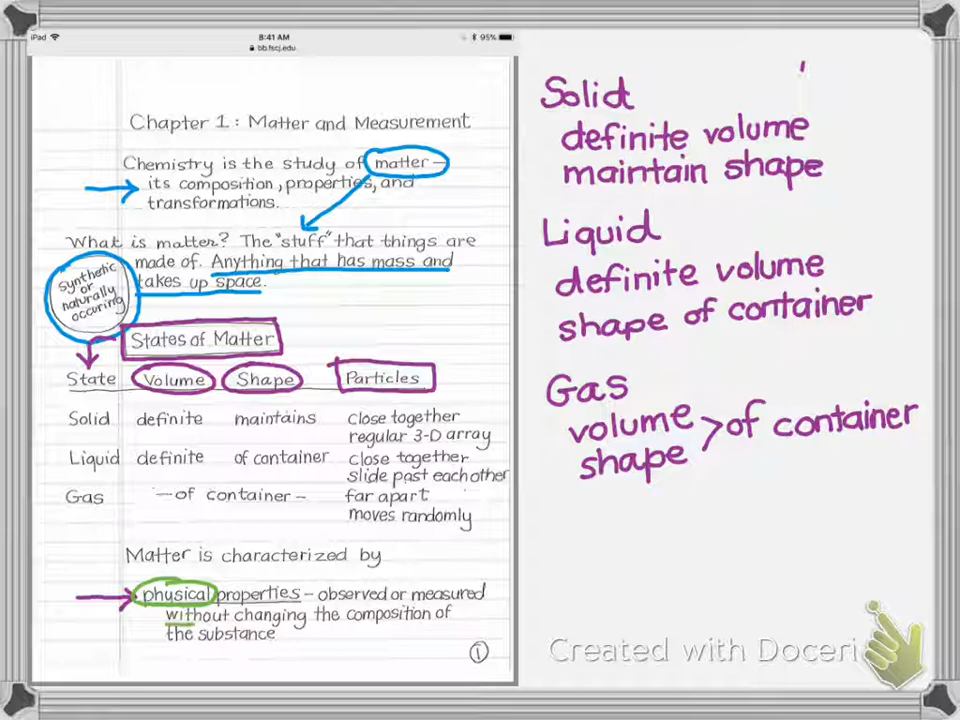 iPad
8:41 AM
95%
bb.fscj.edu
Chapter 1: Matter and Measurement
Chemistry is the study of matter –
its composition, properties, and
transformations.
What is matter? The "stuff" that things are
made of. Anything that has mass and
takes up space.
synthetic
or
naturally
occuring
States of Matter
State Volume Shape Particles
Solid definite maintains close together
regular 3-D array
Liquid definite of container close together
slide past each other
Gas – of container – far apart
moves randomly
Matter is characterized by
physical properties – observed or measured
without changing the composition of
the substance
1
Solid
definite volume
maintain shape
Liquid
definite volume
shape of container
Gas
volume > of container
shape
Created with Doceri